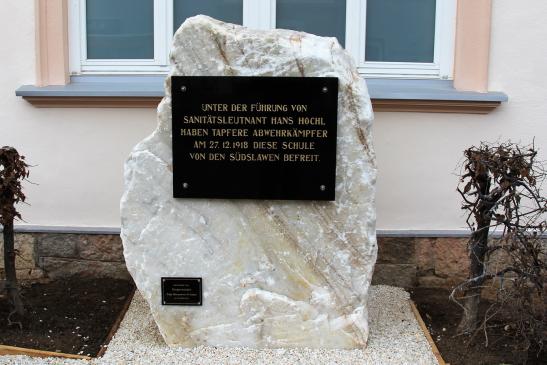 UNTER DER FÜHRUNG VON
SANITÄTSLEUTNANT HANS HÖCHL
HABEN TAPFERE ABWEHRKÄMPFER
AM 27.12.1918 DIESE SCHULE
VON DEN SÜDSLAWEN BEFREIT.